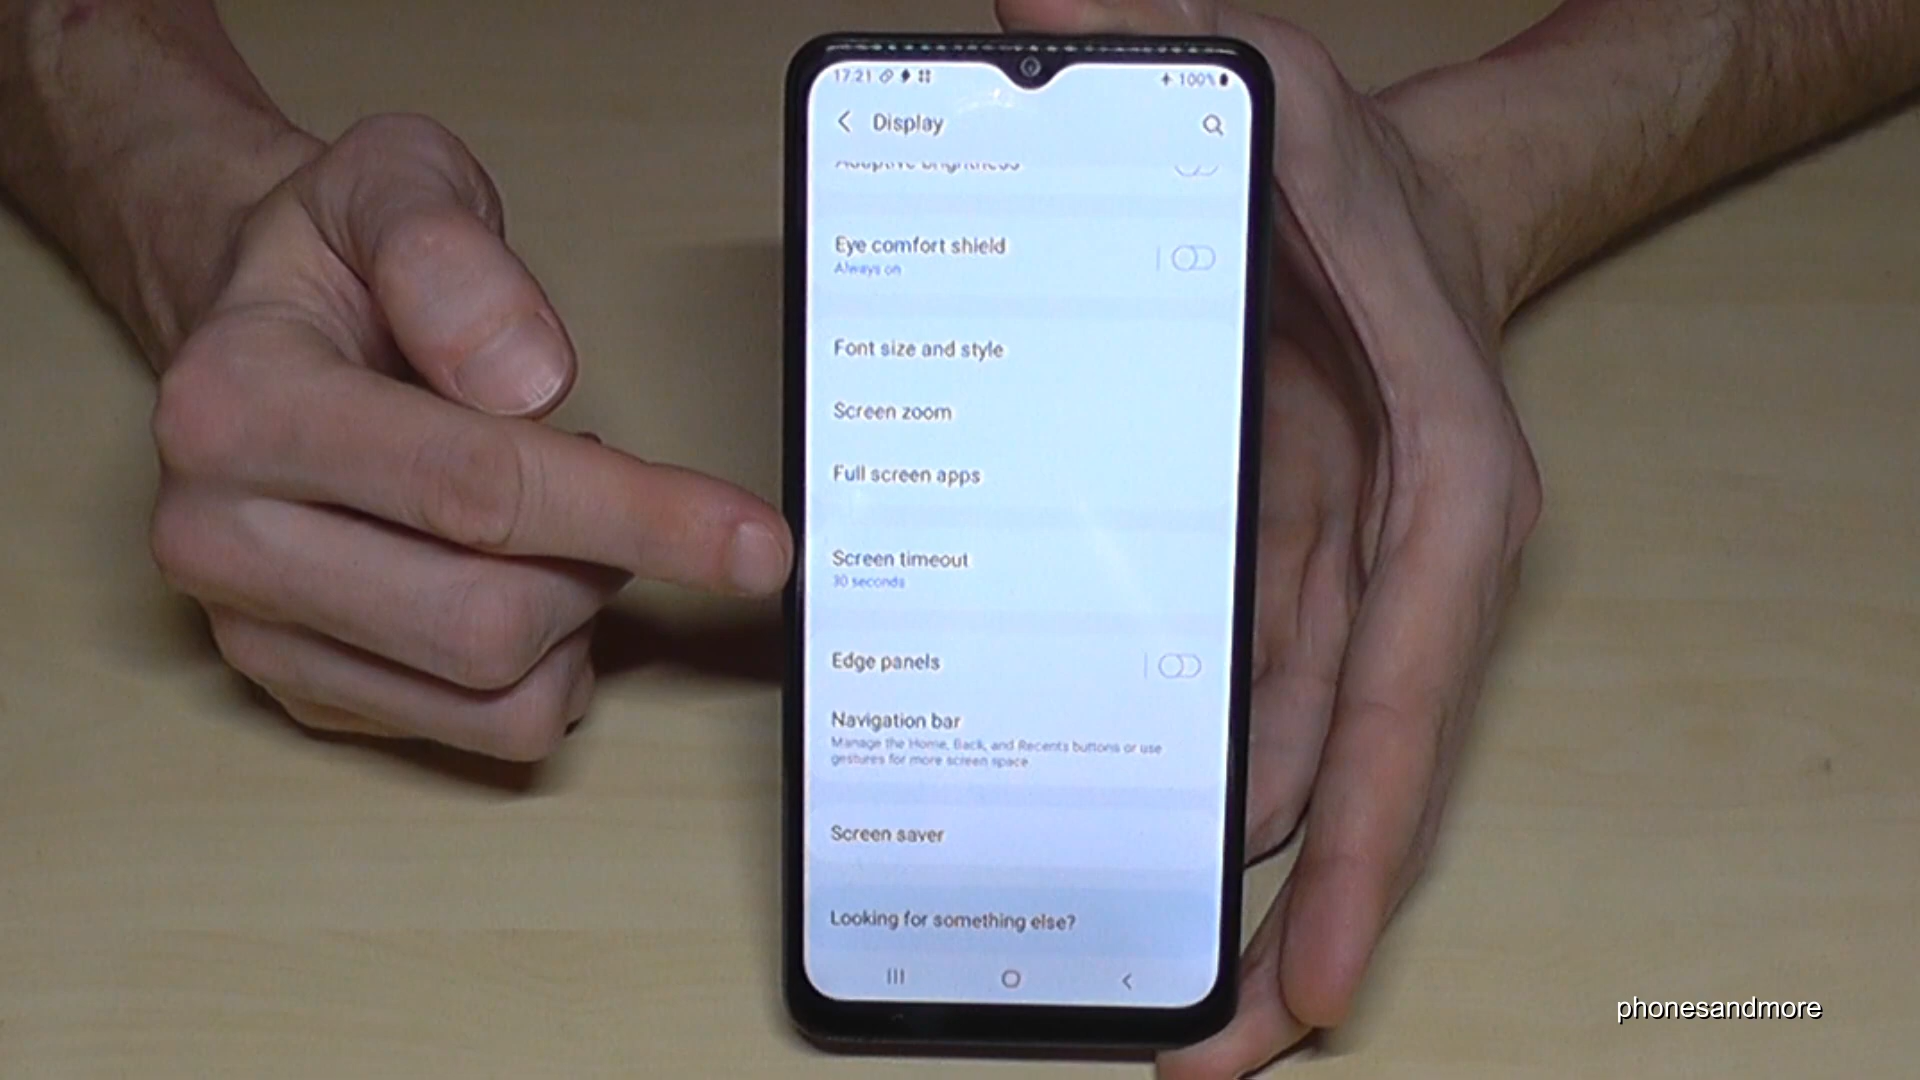 17:21
100%
Display
Adaptive brightness
Eye comfort shield
Always on
Font size and style
Screen zoom
Full screen apps
Screen timeout
30 seconds
Edge panels
Navigation bar
Manage the Home, Back, and Recents buttons or use
gestures for more screen space
Screen saver
Looking for something else?
phonesandmore